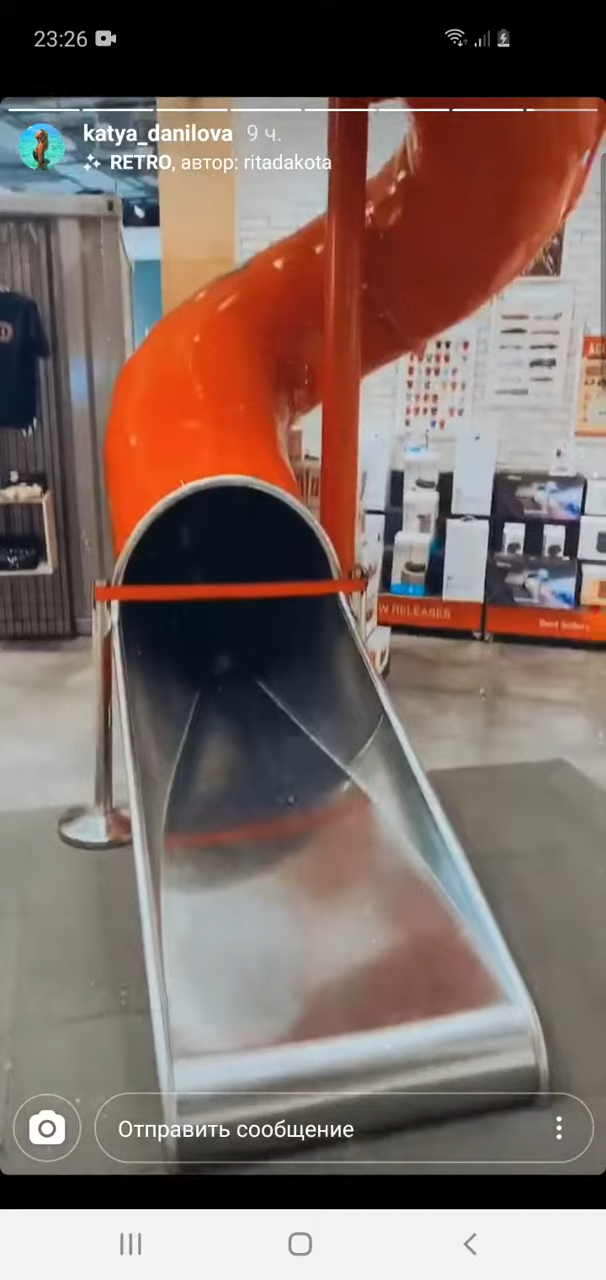 23:26
katya_danilova 9 ч.
RETRO, автор: ritadakota
W RELEASES
Best Sellers
Отправить сообщение